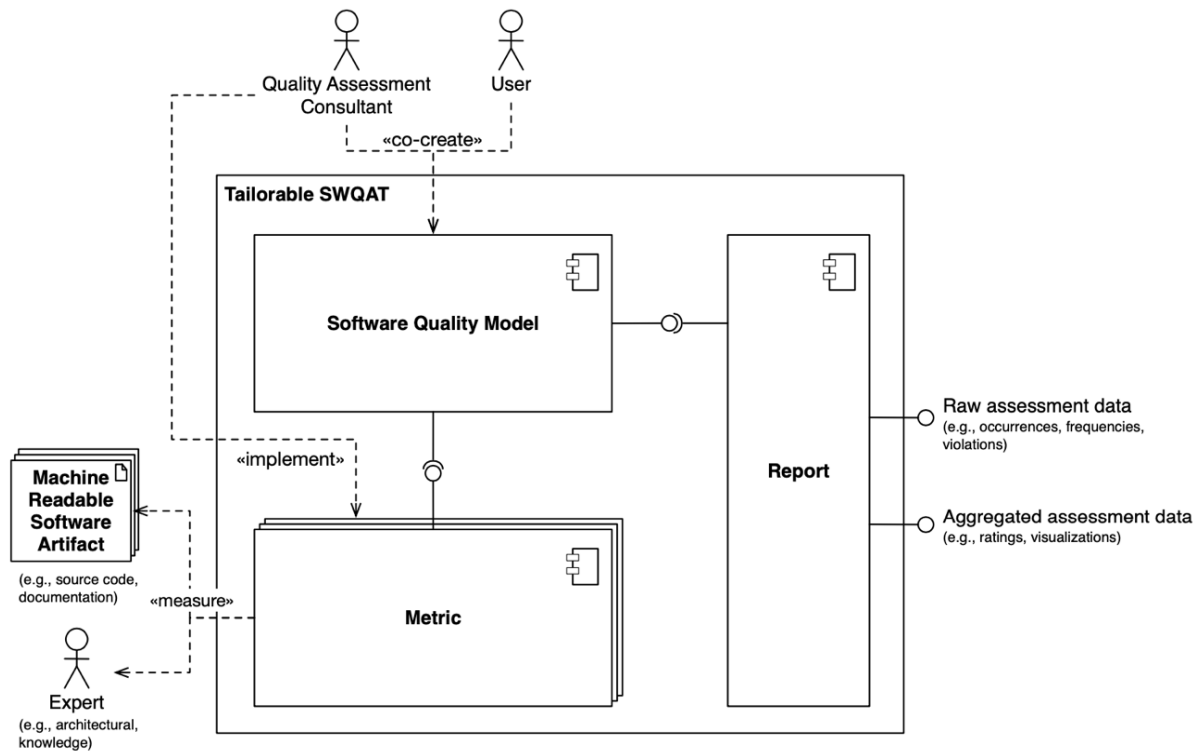 Quality Assessment
Consultant
User
«co-create»
Tailorable SWQAT
Software Quality Model
Raw assessment data
(e.g., occurrences, frequencies,
violations)
«implement»
Report
Machine
Readable
Software
Artifact
Aggregated assessment data
(e.g., ratings, visualizations)
(e.g., source code,
documentation)
«measure»
Metric
Expert
(e.g., architectural,
knowledge)